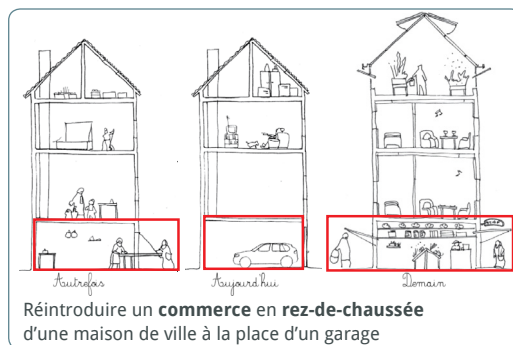 Autrefois
Aujourd'hui
Demain
Réintroduire un commerce en rez-de-chaussée
d'une maison de ville à la place d'un garage